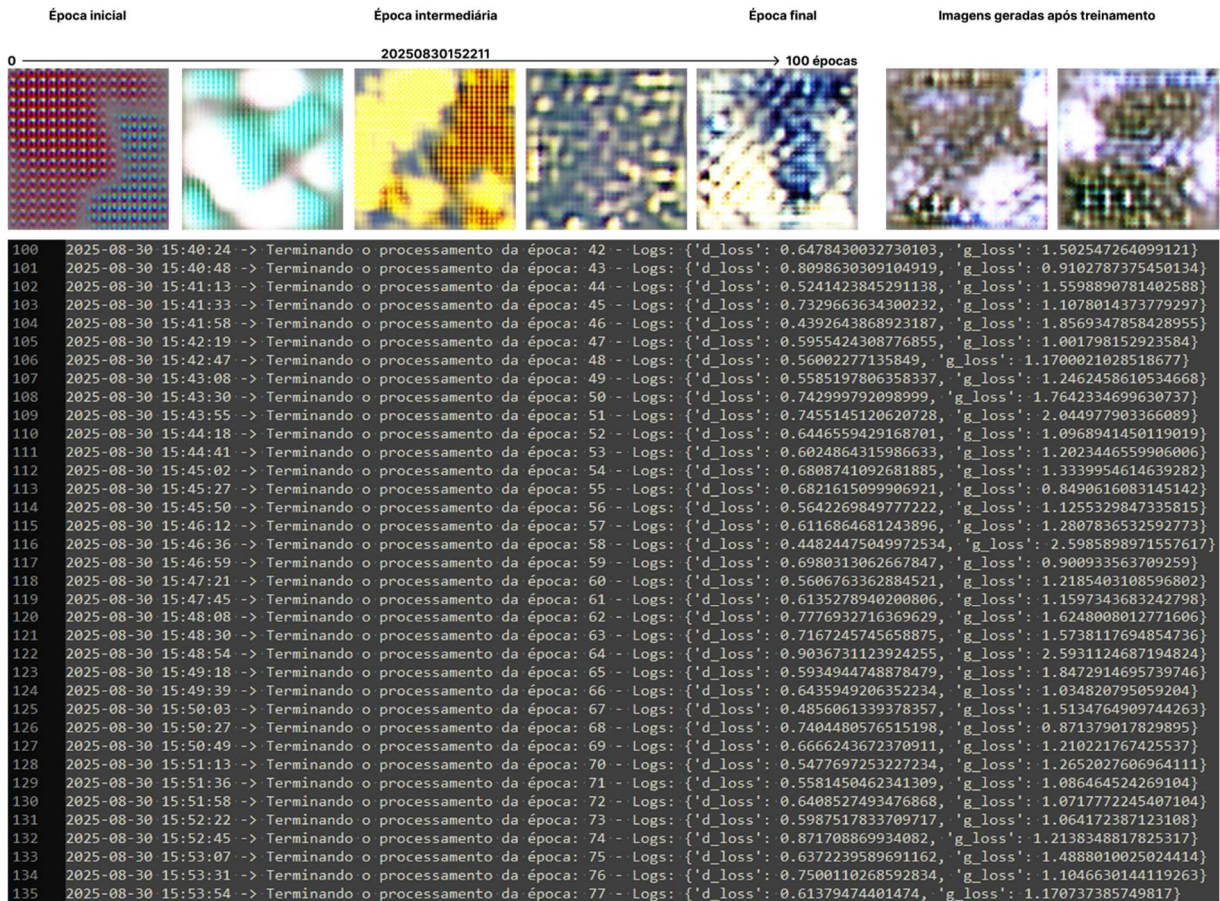 Época inicial Época intermediária Época final Imagens geradas após treinamento
0 20250830152211 100 épocas
100 2025-08-30 15:40:24 -> Terminando o processamento da época: 42 - Logs: {'d_loss': 0.6478430032730103, 'g_loss': 1.502547264099121}
101 2025-08-30 15:40:48 -> Terminando o processamento da época: 43 - Logs: {'d_loss': 0.8098630309104919, 'g_loss': 0.9102787375450134}
102 2025-08-30 15:41:13 -> Terminando o processamento da época: 44 - Logs: {'d_loss': 0.5241423845291138, 'g_loss': 1.5598890781402588}
103 2025-08-30 15:41:33 -> Terminando o processamento da época: 45 - Logs: {'d_loss': 0.7329663634300232, 'g_loss': 1.1078014373779297}
104 2025-08-30 15:41:58 -> Terminando o processamento da época: 46 - Logs: {'d_loss': 0.4392643868923187, 'g_loss': 1.8569347858428955}
105 2025-08-30 15:42:19 -> Terminando o processamento da época: 47 - Logs: {'d_loss': 0.5955424308776855, 'g_loss': 1.001798152923584}
106 2025-08-30 15:42:47 -> Terminando o processamento da época: 48 - Logs: {'d_loss': 0.56002277135849, 'g_loss': 1.1700021028518677}
107 2025-08-30 15:43:08 -> Terminando o processamento da época: 49 - Logs: {'d_loss': 0.5585197806358337, 'g_loss': 1.2462458610534668}
108 2025-08-30 15:43:30 -> Terminando o processamento da época: 50 - Logs: {'d_loss': 0.742999792098999, 'g_loss': 1.7642334699630737}
109 2025-08-30 15:43:55 -> Terminando o processamento da época: 51 - Logs: {'d_loss': 0.7455145120620728, 'g_loss': 2.044977903366089}
110 2025-08-30 15:44:18 -> Terminando o processamento da época: 52 - Logs: {'d_loss': 0.6446559429168701, 'g_loss': 1.0968941450119019}
111 2025-08-30 15:44:41 -> Terminando o processamento da época: 53 - Logs: {'d_loss': 0.6024864315986633, 'g_loss': 1.2023446559906006}
112 2025-08-30 15:45:02 -> Terminando o processamento da época: 54 - Logs: {'d_loss': 0.6808741092681885, 'g_loss': 1.3339954614639282}
113 2025-08-30 15:45:27 -> Terminando o processamento da época: 55 - Logs: {'d_loss': 0.6821615099906921, 'g_loss': 0.8490616083145142}
114 2025-08-30 15:45:50 -> Terminando o processamento da época: 56 - Logs: {'d_loss': 0.5642269849777222, 'g_loss': 1.1255329847335815}
115 2025-08-30 15:46:12 -> Terminando o processamento da época: 57 - Logs: {'d_loss': 0.6116864681243896, 'g_loss': 1.2807836532592773}
116 2025-08-30 15:46:36 -> Terminando o processamento da época: 58 - Logs: {'d_loss': 0.44824475049972534, 'g_loss': 2.5985898971557617}
117 2025-08-30 15:46:59 -> Terminando o processamento da época: 59 - Logs: {'d_loss': 0.6980313062667847, 'g_loss': 0.900933563709259}
118 2025-08-30 15:47:21 -> Terminando o processamento da época: 60 - Logs: {'d_loss': 0.5606763362884521, 'g_loss': 1.2185403108596802}
119 2025-08-30 15:47:45 -> Terminando o processamento da época: 61 - Logs: {'d_loss': 0.6135278940200806, 'g_loss': 1.1597343683242798}
120 2025-08-30 15:48:08 -> Terminando o processamento da época: 62 - Logs: {'d_loss': 0.7776932716369629, 'g_loss': 1.6248008012771606}
121 2025-08-30 15:48:30 -> Terminando o processamento da época: 63 - Logs: {'d_loss': 0.7167245745658875, 'g_loss': 1.5738117694854736}
122 2025-08-30 15:48:54 -> Terminando o processamento da época: 64 - Logs: {'d_loss': 0.9036731123924255, 'g_loss': 2.5931124687194824}
123 2025-08-30 15:49:18 -> Terminando o processamento da época: 65 - Logs: {'d_loss': 0.5934944748878479, 'g_loss': 1.8472914695739746}
124 2025-08-30 15:49:39 -> Terminando o processamento da época: 66 - Logs: {'d_loss': 0.6435949206352234, 'g_loss': 1.034820795059204}
125 2025-08-30 15:50:03 -> Terminando o processamento da época: 67 - Logs: {'d_loss': 0.4856061339378357, 'g_loss': 1.5134764909744263}
126 2025-08-30 15:50:27 -> Terminando o processamento da época: 68 - Logs: {'d_loss': 0.7404480576515198, 'g_loss': 0.871379017829895}
127 2025-08-30 15:50:49 -> Terminando o processamento da época: 69 - Logs: {'d_loss': 0.6666243672370911, 'g_loss': 1.210221767425537}
128 2025-08-30 15:51:13 -> Terminando o processamento da época: 70 - Logs: {'d_loss': 0.5477697253227234, 'g_loss': 1.2652027606964111}
129 2025-08-30 15:51:36 -> Terminando o processamento da época: 71 - Logs: {'d_loss': 0.5581450462341309, 'g_loss': 1.086464524269104}
130 2025-08-30 15:51:58 -> Terminando o processamento da época: 72 - Logs: {'d_loss': 0.6408527493476868, 'g_loss': 1.0717772245407104}
131 2025-08-30 15:52:22 -> Terminando o processamento da época: 73 - Logs: {'d_loss': 0.5987517833709717, 'g_loss': 1.064172387123108}
132 2025-08-30 15:52:45 -> Terminando o processamento da época: 74 - Logs: {'d_loss': 0.871708869934082, 'g_loss': 1.21383488178253​17}
133 2025-08-30 15:53:07 -> Terminando o processamento da época: 75 - Logs: {'d_loss': 0.6372239589691162, 'g_loss': 1.4888010025024414}
134 2025-08-30 15:53:31 -> Terminando o processamento da época: 76 - Logs: {'d_loss': 0.7500110268592834, 'g_loss': 1.1046630144119263}
135 2025-08-30 15:53:54 -> Terminando o processamento da época: 77 - Logs: {'d_loss': 0.61379474401474, 'g_loss': 1.170737385749817}